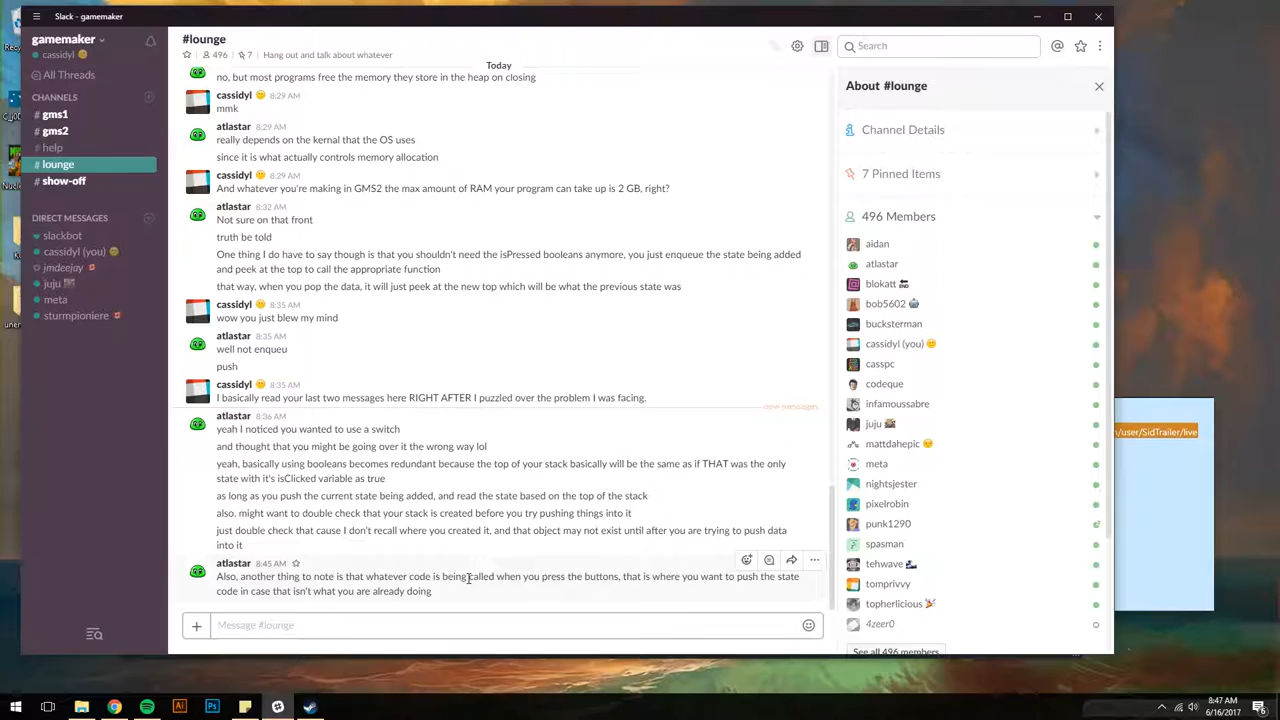 Slack - gamemaker
gamemaker
cassidyl
All Threads
CHANNELS
# gms1
# gms2
# help
# lounge
# show-off
DIRECT MESSAGES
slackbot
cassidyl (you)
jmdeejay
juju
meta
sturmpioniere
#lounge
496
7
Hang out and talk about whatever
Search
Today
no, but most programs free the memory they store in the heap on closing
cassidyl 8:29 AM
mmk
atlastar 8:29 AM
really depends on the kernal that the OS uses
since it is what actually controls memory allocation
cassidyl 8:29 AM
And whatever you're making in GMS2 the max amount of RAM your program can take up is 2 GB, right?
atlastar 8:32 AM
Not sure on that front
truth be told
One thing I do have to say though is that you shouldn't need the isPressed booleans anymore, you just enqueue the state being added
and peek at the top to call the appropriate function
that way, when you pop the data, it will just peek at the new top which will be what the previous state was
cassidyl 8:35 AM
wow you just blew my mind
atlastar 8:35 AM
well not enqueu
push
cassidyl 8:35 AM
I basically read your last two messages here RIGHT AFTER I puzzled over the problem I was facing.
new messages
atlastar 8:36 AM
yeah I noticed you wanted to use a switch
and thought that you might be going over it the wrong way lol
yeah, basically using booleans becomes redundant because the top of your stack basically will be the same as if THAT was the only
state with it's isClicked variable as true
as long as you push the current state being added, and read the state based on the top of the stack
also, might want to double check that your stack is created before you try pushing things into it
just double check that cause I don't recall where you created it, and that object may not exist until after you are trying to push data
into it
atlastar 8:45 AM
Also, another thing to note is that whatever code is being called when you press the buttons, that is where you want to push the state
code in case that isn't what you are already doing
Message #lounge
About #lounge
Channel Details
7 Pinned Items
496 Members
aidan
atlastar
blokatt
bob5602
bucksterman
cassidyl (you)
casspc
codeque
infamoussabre
juju
mattdahepic
meta
nightsjester
pixelrobin
punk1290
spasman
tehwave
tomprivvy
topherlicious
4zeer0
See all 496 members
/user/SidTrailer/live
8:47 AM
6/16/2017